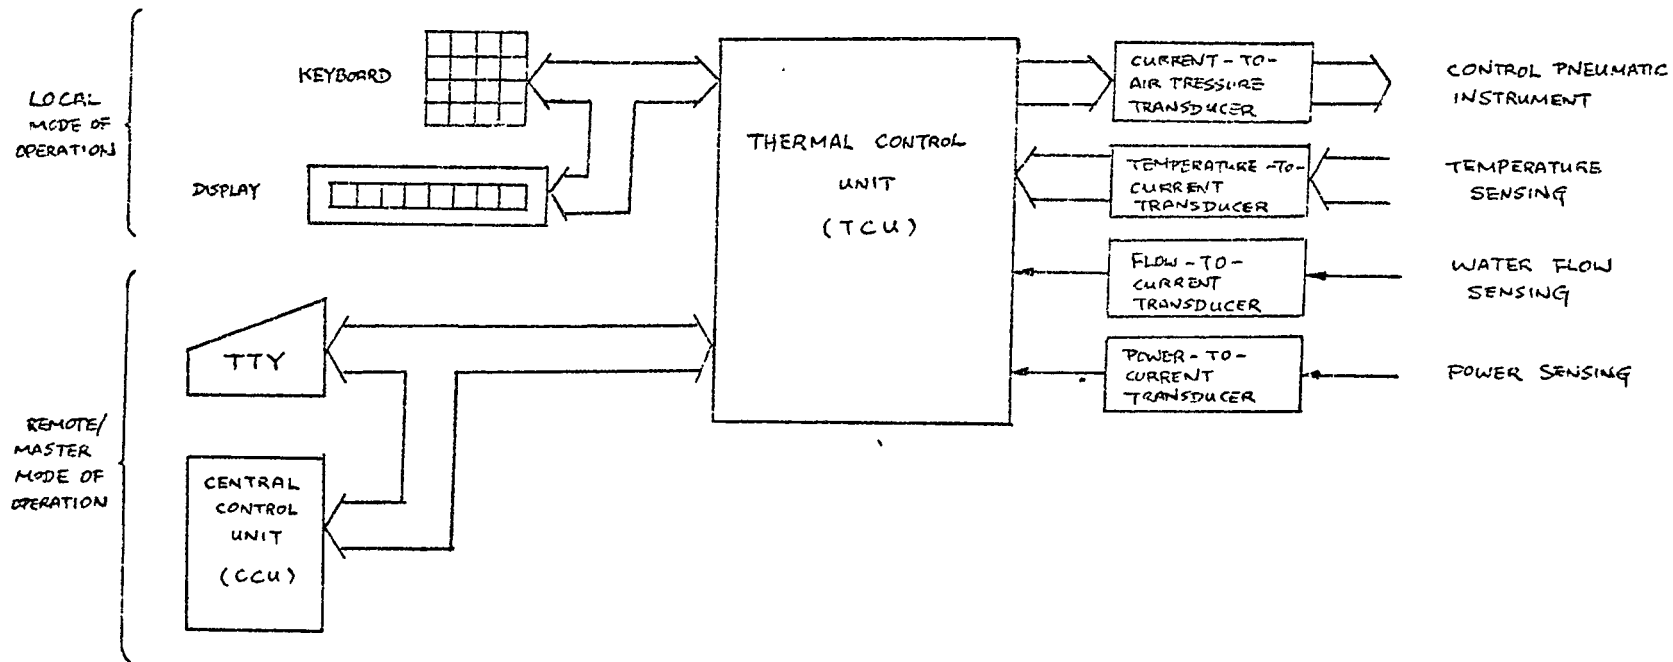 LOCAL
MODE OF
OPERATION
KEYBOARD
DISPLAY
REMOTE/
MASTER
MODE OF
OPERATION
TTY
CENTRAL
CONTROL
UNIT
(CCU)
THERMAL CONTROL
UNIT
(TCU)
CURRENT-TO-
AIR PRESSURE
TRANSDUCER
CONTROL PNEUMATIC
INSTRUMENT
TEMPERATURE-TO-
CURRENT
TRANSDUCER
TEMPERATURE
SENSING
FLOW-TO-
CURRENT
TRANSDUCER
WATER FLOW
SENSING
POWER-TO-
CURRENT
TRANSDUCER
POWER SENSING